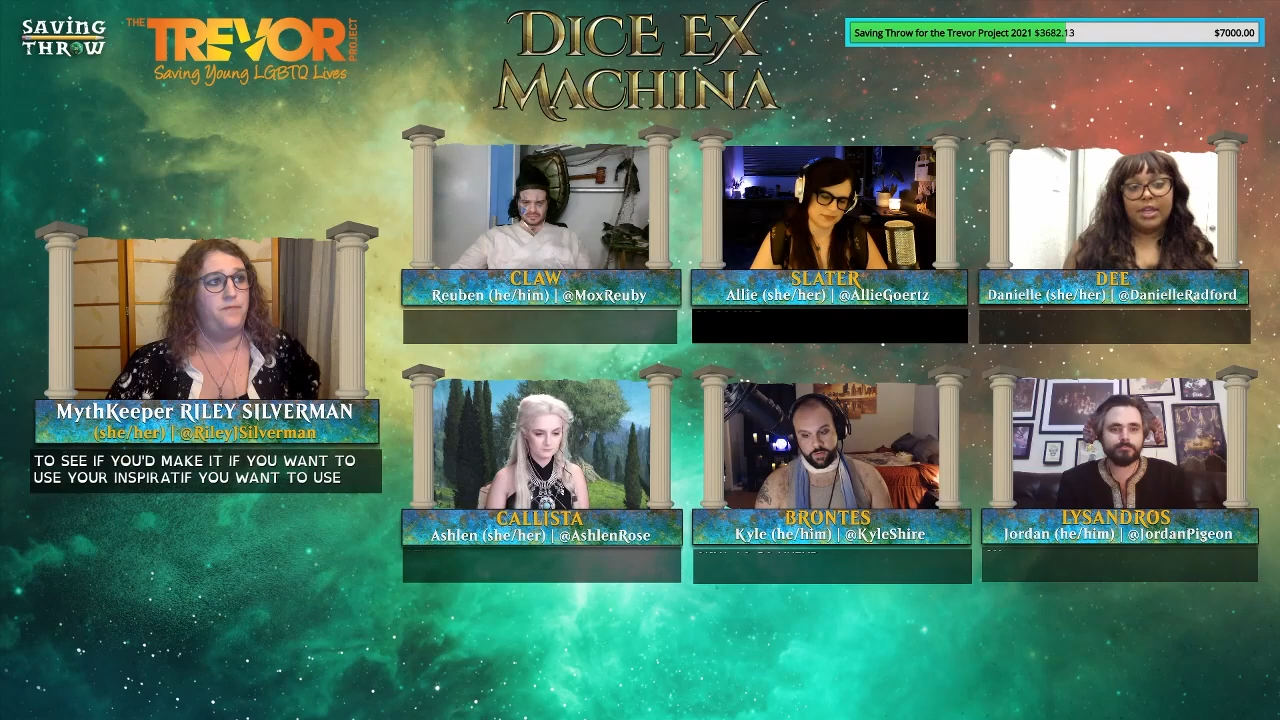 SAVING
THROW
THE TREVOR PROJECT
Saving Young LGBTQ Lives
DICE EX
MACHINA
Saving Throw for the Trevor Project 2021 $3682.13
$7000.00
CLAW
Reuben (he/him) | @MoxReuby
SLATER
Allie (she/her) | @AllieGoertz
DEE
Danielle (she/her) | @DanielleRadford
MythKeeper RILEY SILVERMAN
(she/her) | @RileyJSilverman
TO SEE IF YOU'D MAKE IT IF YOU WANT TO
USE YOUR INSPIRATIF YOU WANT TO USE
CALLISTA
Ashlen (she/her) | @AshlenRose
BRONTES
Kyle (he/him) | @KyleShire
LYSANDROS
Jordan (he/him) | @JordanPigeon